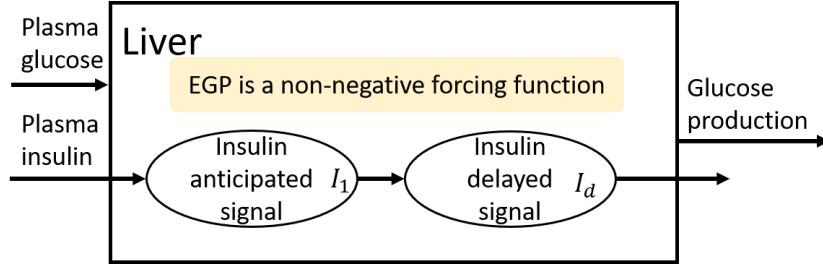 Plasma
glucose
Liver
EGP is a non-negative forcing function
Glucose
production
Plasma
insulin
Insulin
anticipated
signal
I₁
Insulin
delayed
signal
I_d